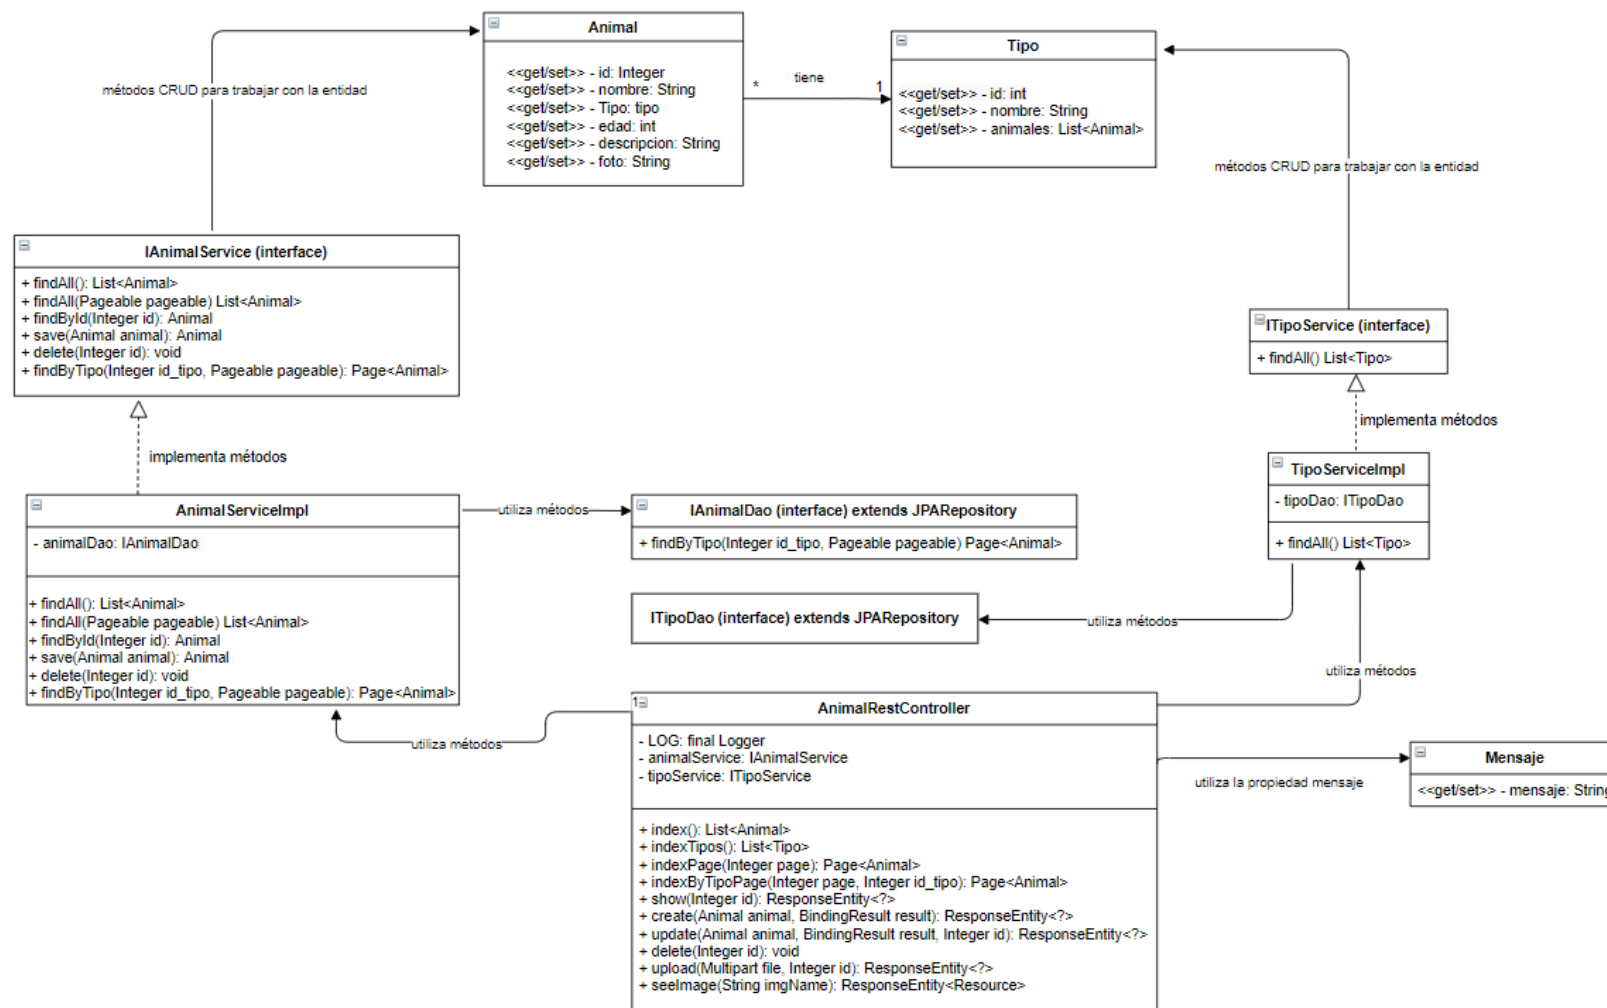 Animal
<<get/set>> - id: Integer
<<get/set>> - nombre: String
<<get/set>> - Tipo: tipo
<<get/set>> - edad: int
<<get/set>> - descripcion: String
<<get/set>> - foto: String
*
tiene
1
Tipo
<<get/set>> - id: int
<<get/set>> - nombre: String
<<get/set>> - animales: List<Animal>
métodos CRUD para trabajar con la entidad
métodos CRUD para trabajar con la entidad
IAnimalService (interface)
+ findAll(): List<Animal>
+ findAll(Pageable pageable) List<Animal>
+ findById(Integer id): Animal
+ save(Animal animal): Animal
+ delete(Integer id): void
+ findByTipo(Integer id_tipo, Pageable pageable): Page<Animal>
ITipoService (interface)
+ findAll() List<Tipo>
implementa métodos
implementa métodos
AnimalServiceImpl
- animalDao: IAnimalDao
+ findAll(): List<Animal>
+ findAll(Pageable pageable) List<Animal>
+ findById(Integer id): Animal
+ save(Animal animal): Animal
+ delete(Integer id): void
+ findByTipo(Integer id_tipo, Pageable pageable): Page<Animal>
utiliza métodos
IAnimalDao (interface) extends JPARepository
+ findByTipo(Integer id_tipo, Pageable pageable) Page<Animal>
TipoServiceImpl
- tipoDao: ITipoDao
+ findAll() List<Tipo>
ITipoDao (interface) extends JPARepository
utiliza métodos
utiliza métodos
utiliza métodos
1
AnimalRestController
- LOG: final Logger
- animalService: IAnimalService
- tipoService: ITipoService
+ index(): List<Animal>
+ indexTipos(): List<Tipo>
+ indexPage(Integer page): Page<Animal>
+ indexByTipoPage(Integer page, Integer id_tipo): Page<Animal>
+ show(Integer id): ResponseEntity<?>
+ create(Animal animal, BindingResult result): ResponseEntity<?>
+ update(Animal animal, BindingResult result, Integer id): ResponseEntity<?>
+ delete(Integer id): void
+ upload(Multipart file, Integer id): ResponseEntity<?>
+ seeImage(String imgName): ResponseEntity<Resource>
utiliza la propiedad mensaje
Mensaje
<<get/set>> - mensaje: String